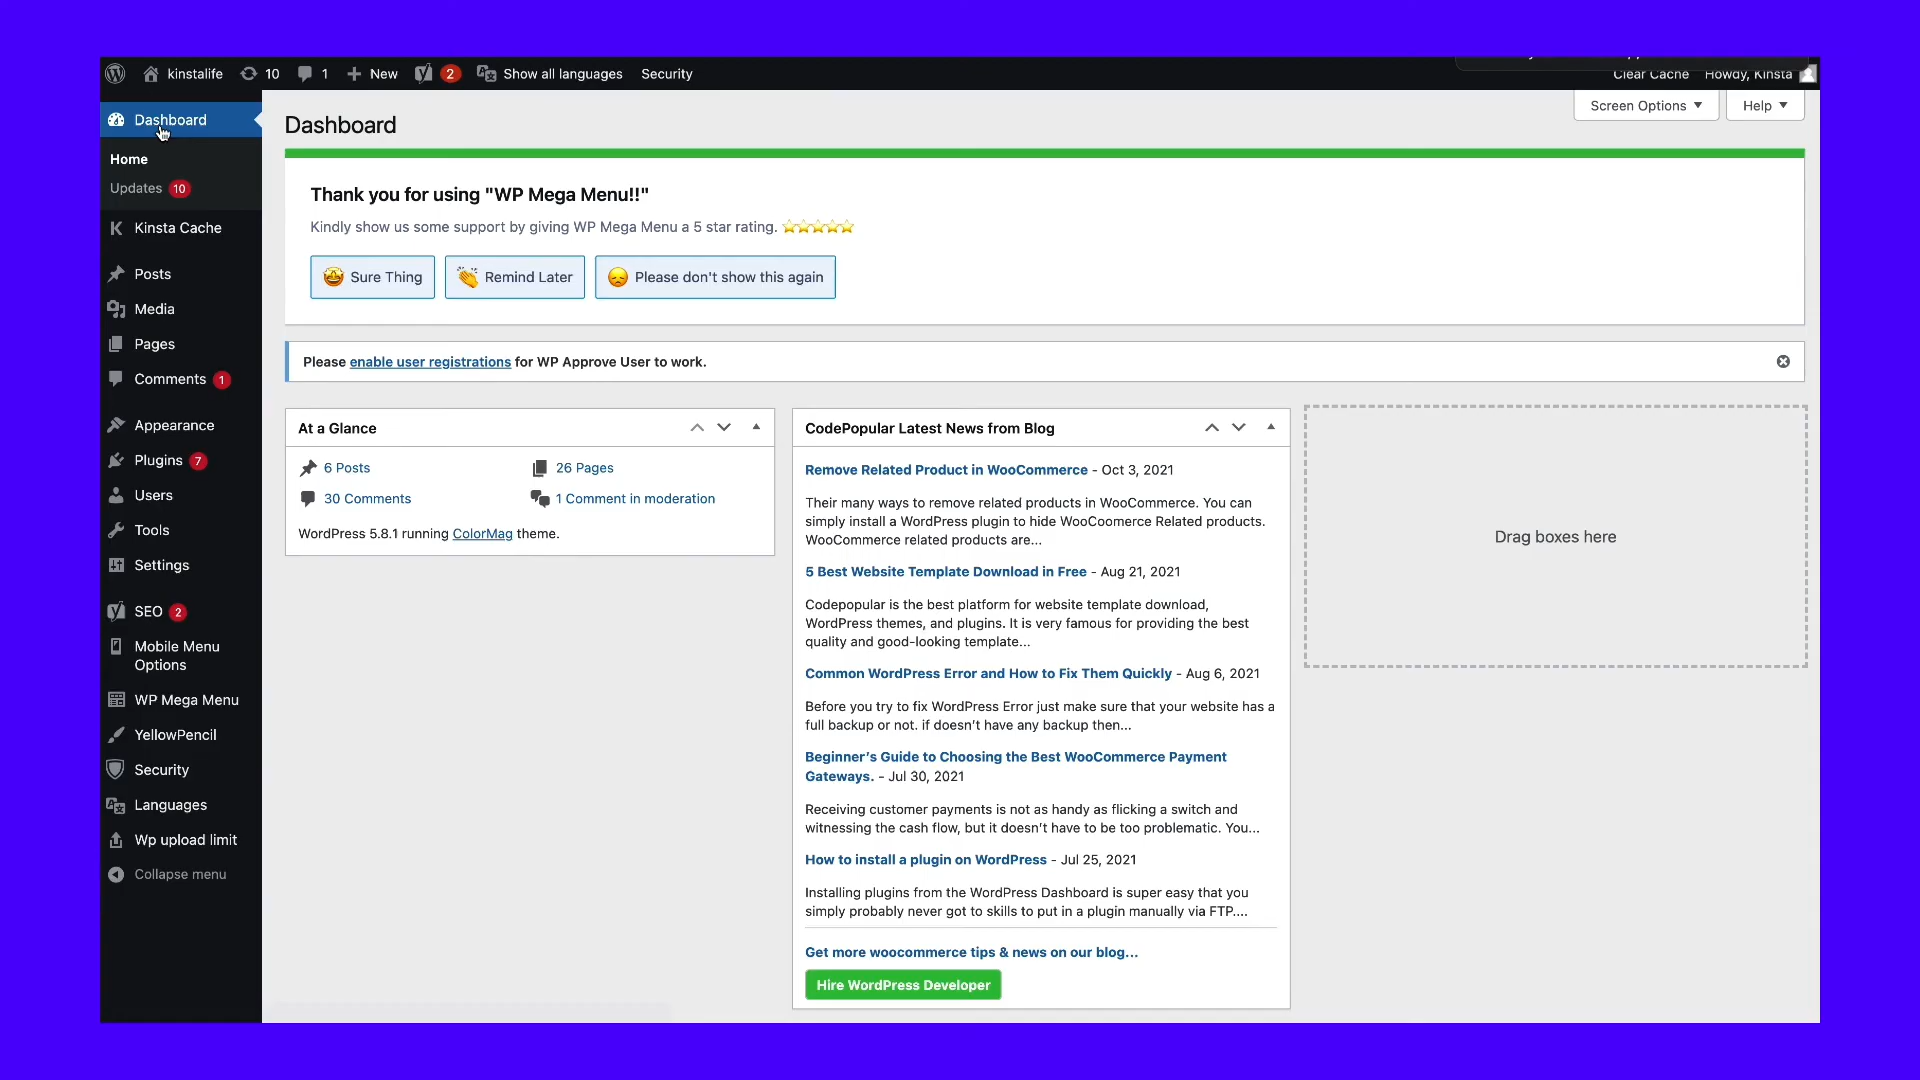 kinstalife 10 1 New 2 Show all languages Security
Clear Cache Howdy, Kinsta
Screen Options Help
Dashboard
Home
Updates 10
Kinsta Cache
Posts
Media
Pages
Comments 1
Appearance
Plugins 7
Users
Tools
Settings
SEO 2
Mobile Menu
Options
WP Mega Menu
YellowPencil
Security
Languages
Wp upload limit
Collapse menu
Dashboard
Thank you for using "WP Mega Menu!!"
Kindly show us some support by giving WP Mega Menu a 5 star rating.
Sure Thing Remind Later Please don't show this again
Please enable user registrations for WP Approve User to work.
At a Glance
6 Posts 26 Pages
30 Comments 1 Comment in moderation
WordPress 5.8.1 running ColorMag theme.
CodePopular Latest News from Blog
Remove Related Product in WooCommerce - Oct 3, 2021
Their many ways to remove related products in WooCommerce. You can
simply install a WordPress plugin to hide WooCoomerce Related products.
WooCommerce related products are...
5 Best Website Template Download in Free - Aug 21, 2021
Codepopular is the best platform for website template download,
WordPress themes, and plugins. It is very famous for providing the best
quality and good-looking template...
Common WordPress Error and How to Fix Them Quickly - Aug 6, 2021
Before you try to fix WordPress Error just make sure that your website has a
full backup or not. if doesn't have any backup then...
Beginner's Guide to Choosing the Best WooCommerce Payment
Gateways. - Jul 30, 2021
Receiving customer payments is not as handy as flicking a switch and
witnessing the cash flow, but it doesn't have to be too problematic. You...
How to install a plugin on WordPress - Jul 25, 2021
Installing plugins from the WordPress Dashboard is super easy that you
simply probably never got to skills to put in a plugin manually via FTP....
Get more woocommerce tips & news on our blog...
Hire WordPress Developer
Drag boxes here